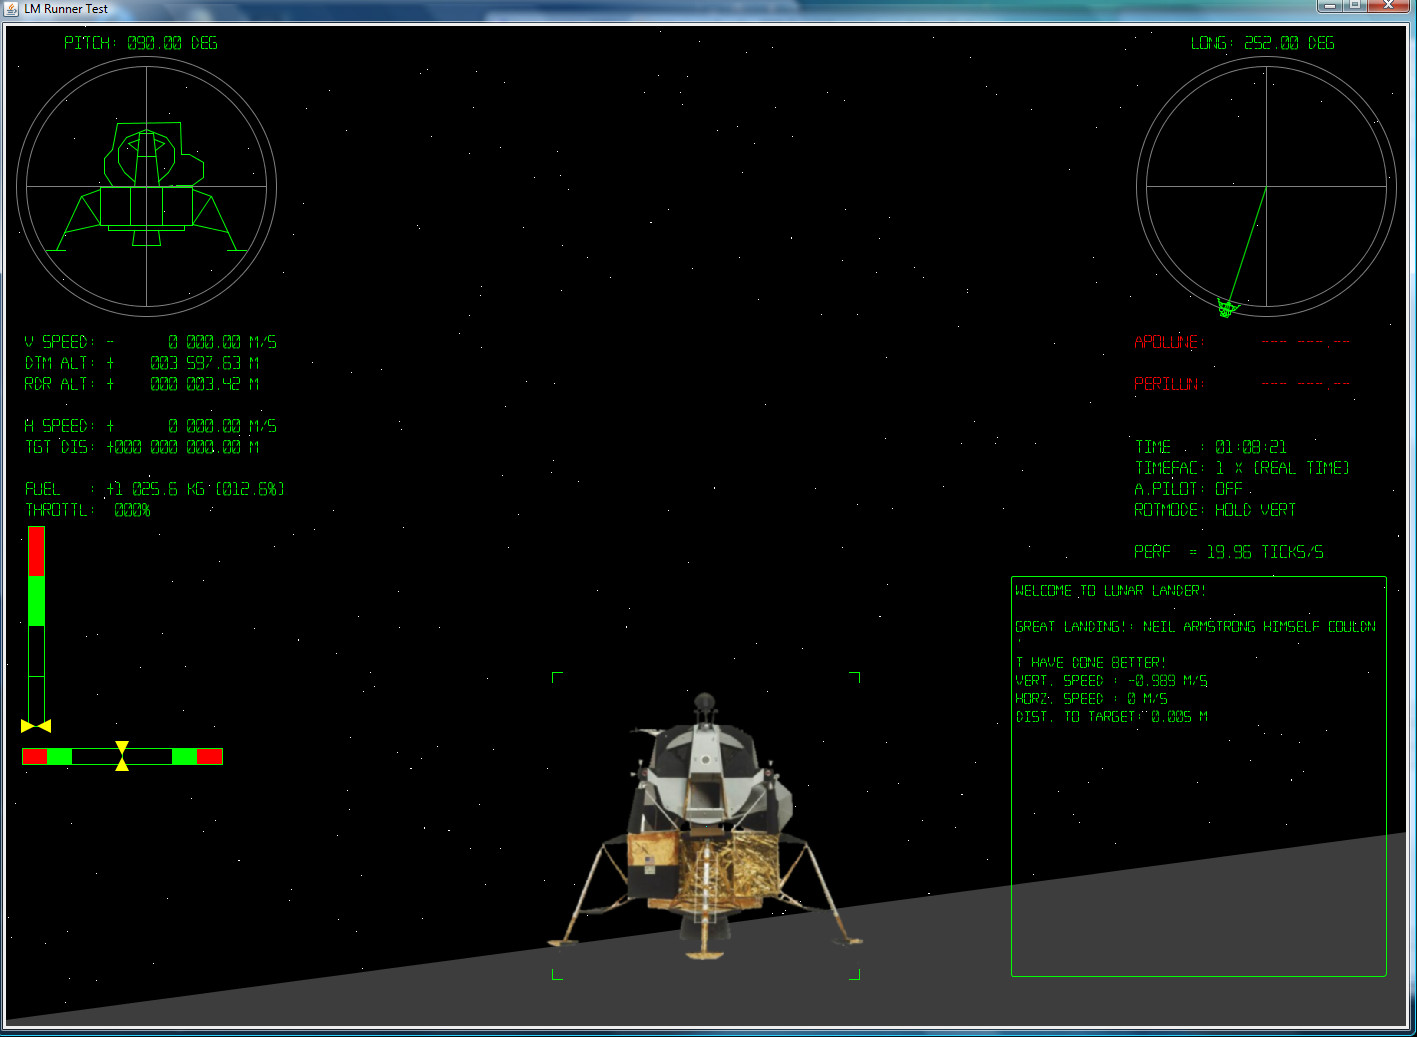 LM Runner Test
PITCH: 090.00 DEG
LONG: 252.00 DEG
V SPEED: - 0 000.00 M/S
DTM ALT: + 003 597.63 M
RDR ALT: + 000 003.42 M
H SPEED: + 0 000.00 M/S
TGT DIS: +000 000 000.00 M
FUEL : +1 025.6 KG (012.6%)
THROTTL: 000%
APOLUNE: --- ---.--
PERILUN: --- ---.--
TIME : 01:08:21
TIMEFAC: 1 X (REAL TIME)
A.PILOT: OFF
ROTMODE: HOLD VERT
PERF = 19.96 TICKS/S
WELCOME TO LUNAR LANDER!
GREAT LANDING!: NEIL ARMSTRONG HIMSELF COULDN
'
T HAVE DONE BETTER!
VERT. SPEED : -0.989 M/S
HORZ. SPEED : 0 M/S
DIST. TO TARGET: 0.005 M